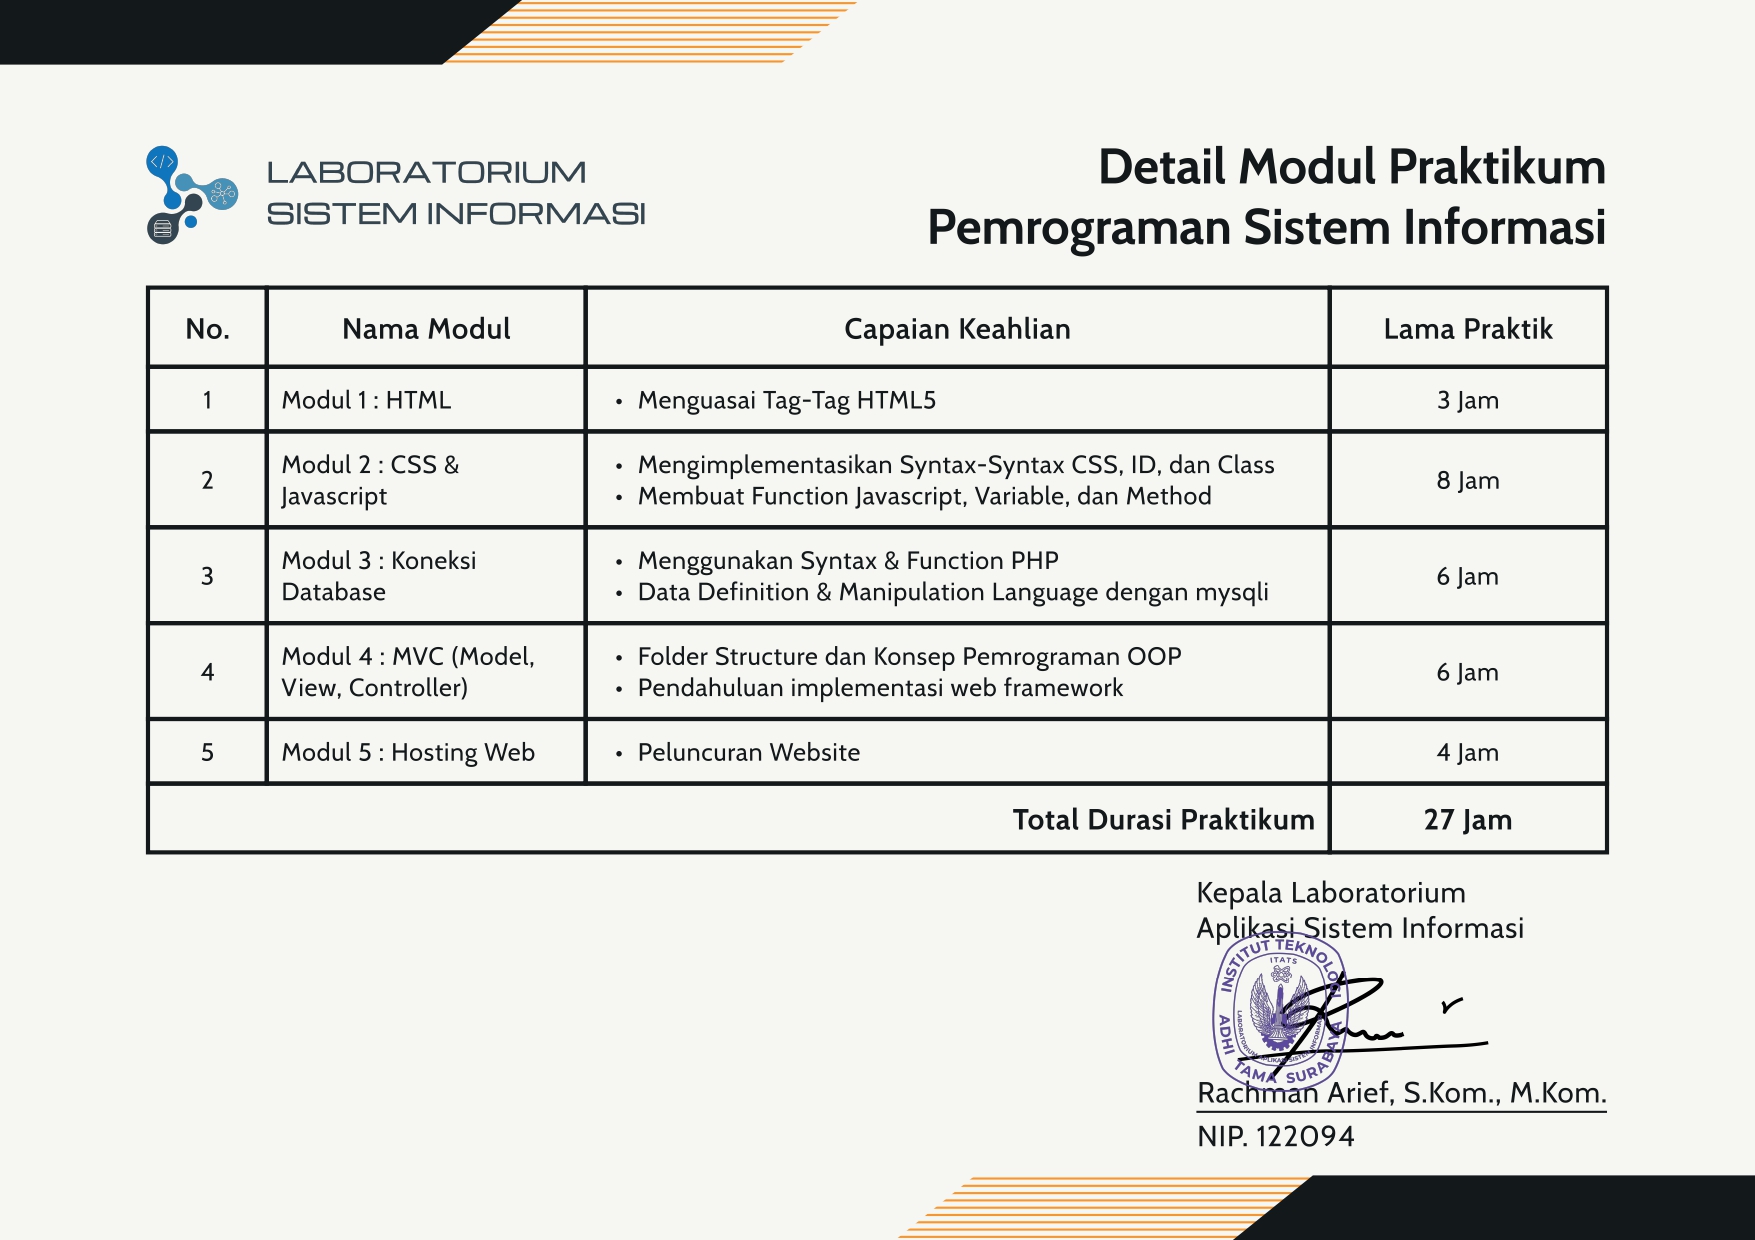 LABORATORIUM
SISTEM INFORMASI
Detail Modul Praktikum
Pemrograman Sistem Informasi
No. Nama Modul Capaian Keahlian Lama Praktik
1 Modul 1 : HTML • Menguasai Tag-Tag HTML5 3 Jam
2 Modul 2 : CSS &
Javascript
• Mengimplementasikan Syntax-Syntax CSS, ID, dan Class
• Membuat Function Javascript, Variable, dan Method
8 Jam
3 Modul 3 : Koneksi
Database
• Menggunakan Syntax & Function PHP
• Data Definition & Manipulation Language dengan mysqli
6 Jam
4 Modul 4 : MVC (Model,
View, Controller)
• Folder Structure dan Konsep Pemrograman OOP
• Pendahuluan implementasi web framework
6 Jam
5 Modul 5 : Hosting Web • Peluncuran Website 4 Jam
Total Durasi Praktikum 27 Jam
Kepala Laboratorium
Aplikasi Sistem Informasi
INSTITUT TEKNOLOGI
ADHI TAMA SURABAYA
ITATS
LABORATORIUM APLIKASI SISTEM INFORMASI
Rachman Arief, S.Kom., M.Kom.
NIP. 122094